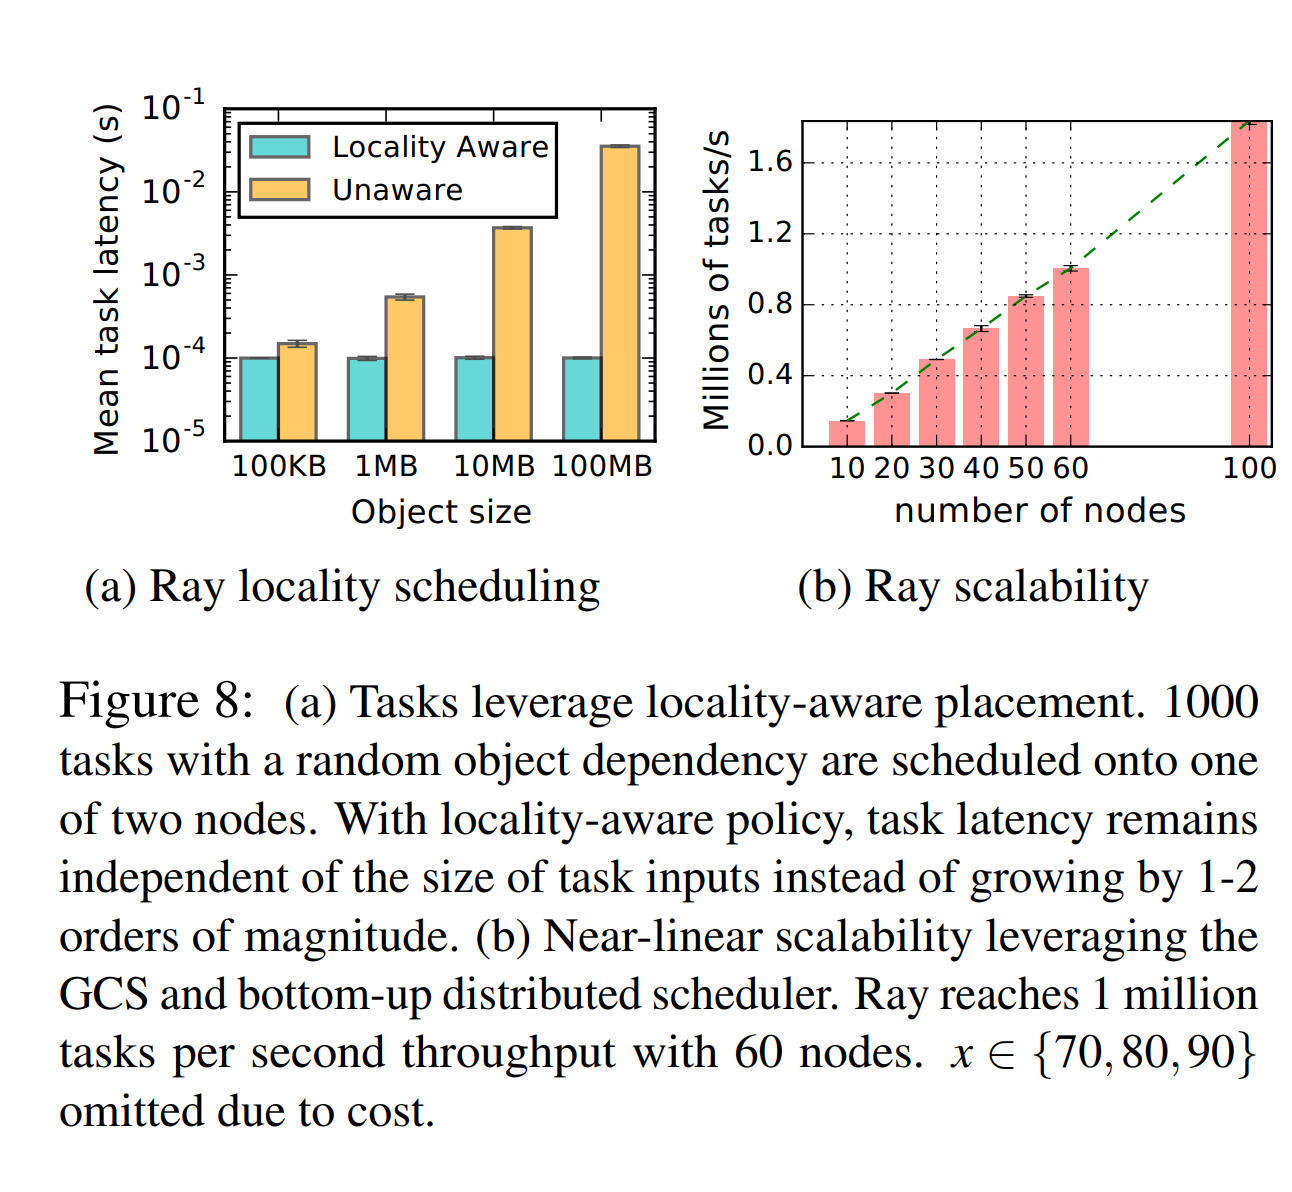 10^-1
10^-2
10^-3
10^-4
10^-5
Mean task latency (s)
Locality Aware
Unaware
100KB 1MB 10MB 100MB
Object size
(a) Ray locality scheduling
Millions of tasks/s
1.6
1.2
0.8
0.4
0.0
10 20 30 40 50 60 100
number of nodes
(b) Ray scalability
Figure 8: (a) Tasks leverage locality-aware placement. 1000
tasks with a random object dependency are scheduled onto one
of two nodes. With locality-aware policy, task latency remains
independent of the size of task inputs instead of growing by 1-2
orders of magnitude. (b) Near-linear scalability leveraging the
GCS and bottom-up distributed scheduler. Ray reaches 1 million
tasks per second throughput with 60 nodes. x ∈ {70,80,90}
omitted due to cost.